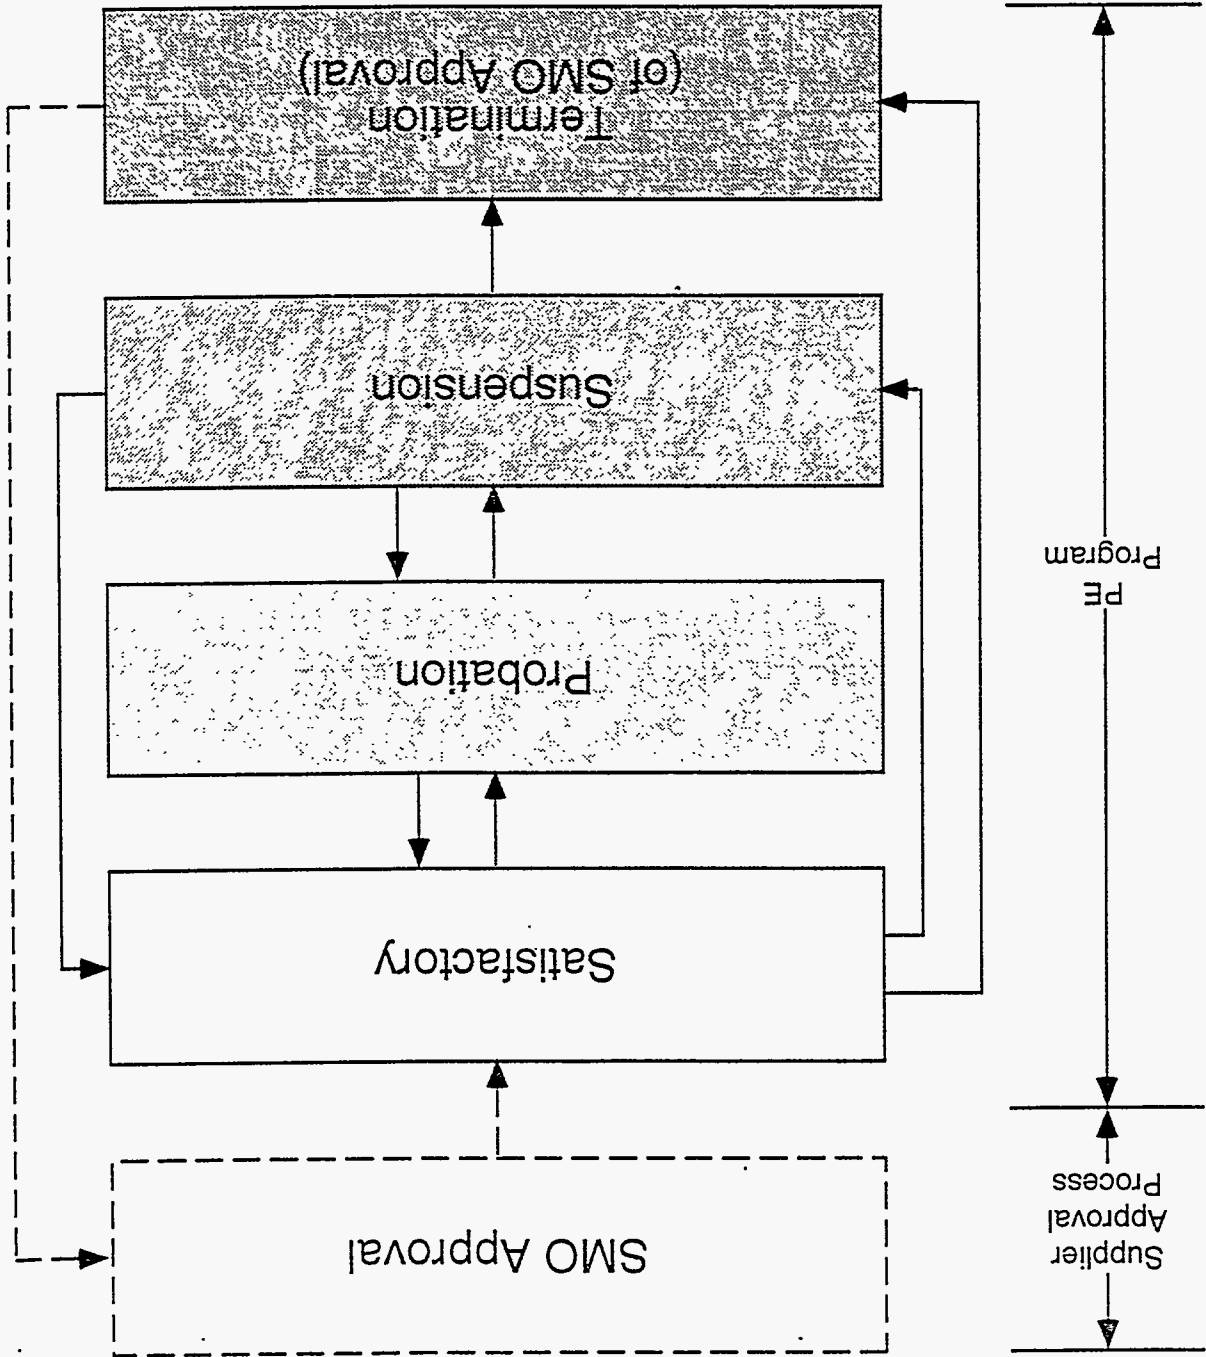 Supplier
Approval
Process
SMO Approval
Satisfactory
PE
Program
Probation
Suspension
Termination
(of SMO Approval)